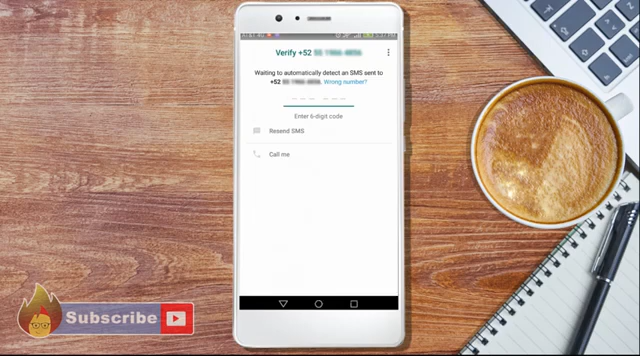 Verify +52
Waiting to automatically detect an SMS sent to
+52 Wrong number?
Enter 6-digit code
Resend SMS
Call me
Subscribe